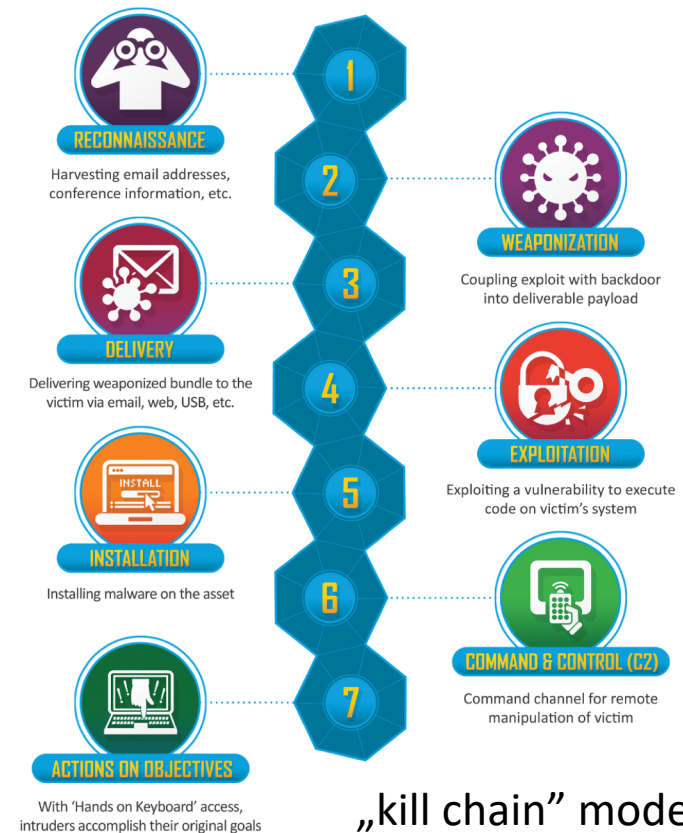 1
RECONNAISSANCE
Harvesting email addresses,
conference information, etc.
2
WEAPONIZATION
Coupling exploit with backdoor
into deliverable payload
3
DELIVERY
Delivering weaponized bundle to the
victim via email, web, USB, etc.
4
EXPLOITATION
Exploiting a vulnerability to execute
code on victim's system
5
INSTALL
INSTALLATION
Installing malware on the asset
6
COMMAND & CONTROL (C2)
Command channel for remote
manipulation of victim
7
ACTIONS ON OBJECTIVES
With 'Hands on Keyboard' access,
intruders accomplish their original goals
„kill chain” mode